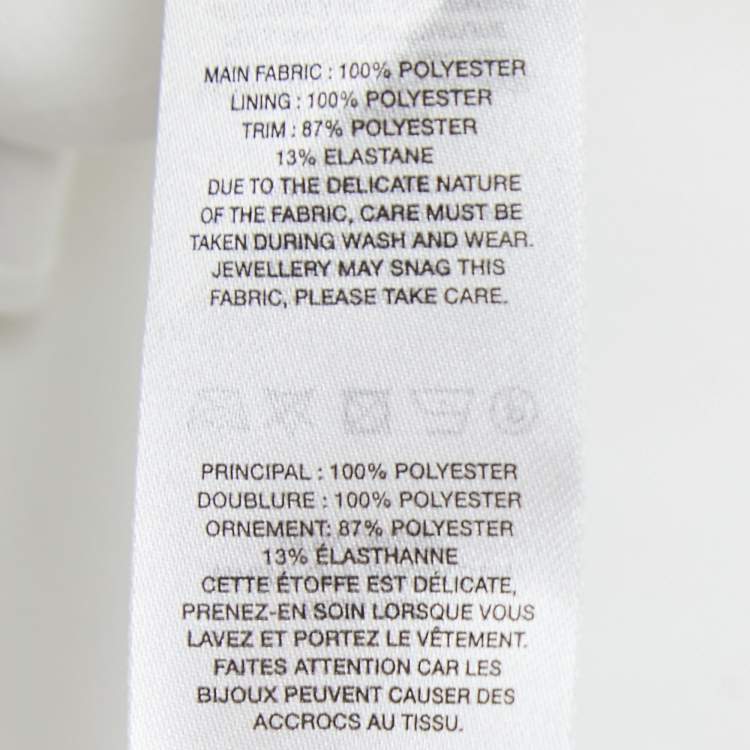 MAIN FABRIC : 100% POLYESTER
LINING : 100% POLYESTER
TRIM : 87% POLYESTER
13% ELASTANE
DUE TO THE DELICATE NATURE
OF THE FABRIC, CARE MUST BE
TAKEN DURING WASH AND WEAR.
JEWELLERY MAY SNAG THIS
FABRIC, PLEASE TAKE CARE.
PRINCIPAL : 100% POLYESTER
DOUBLURE : 100% POLYESTER
ORNEMENT: 87% POLYESTER
13% ÉLASTHANNE
CETTE ÉTOFFE EST DÉLICATE,
PRENEZ-EN SOIN LORSQUE VOUS
LAVEZ ET PORTEZ LE VÊTEMENT.
FAITES ATTENTION CAR LES
BIJOUX PEUVENT CAUSER DES
ACCROCS AU TISSU.